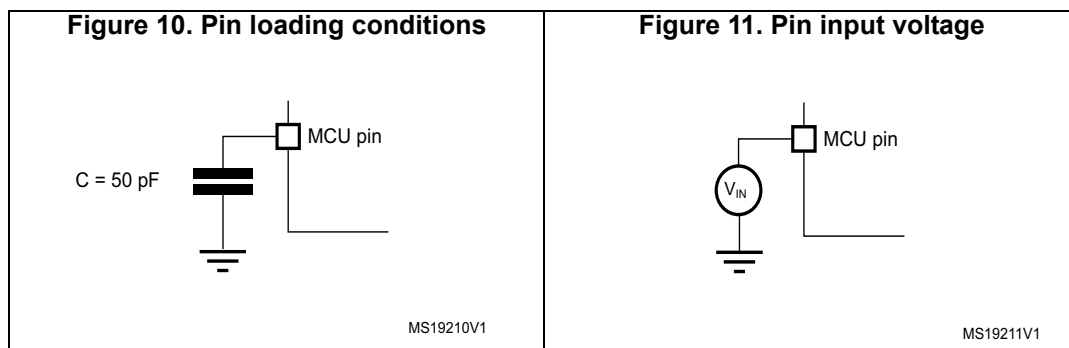 Figure 10. Pin loading conditions
MCU pin
C = 50 pF
MS19210V1
Figure 11. Pin input voltage
MCU pin
VIN
MS19211V1